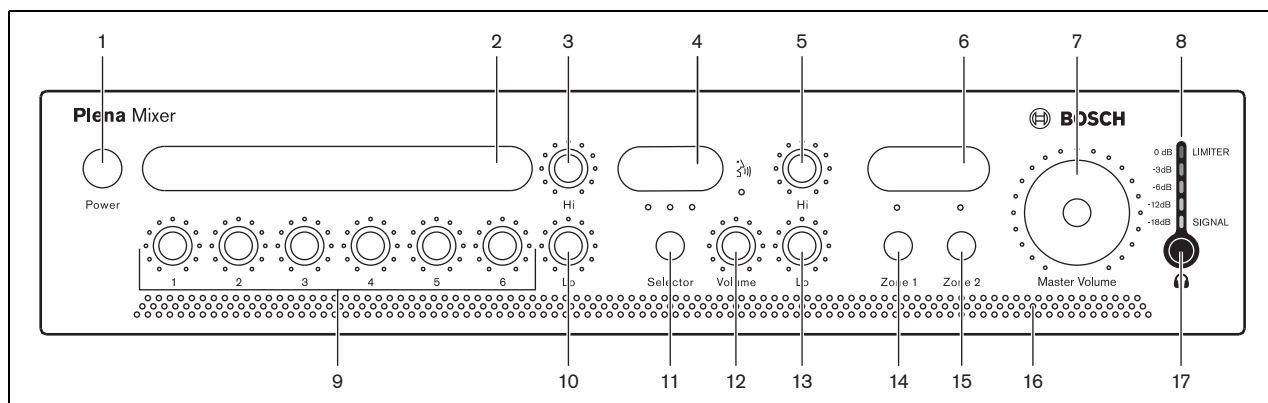 1 2 3 4 5 6 7 8
Plena Mixer
BOSCH
0 dB LIMITER
-3dB
-6dB
-12dB
-18dB SIGNAL
Power
Hi
Hi
1 2 3 4 5 6
Lo
Selector
Volume
Lo
Zone 1
Zone 2
Master Volume
9 10 11 12 13 14 15 16 17